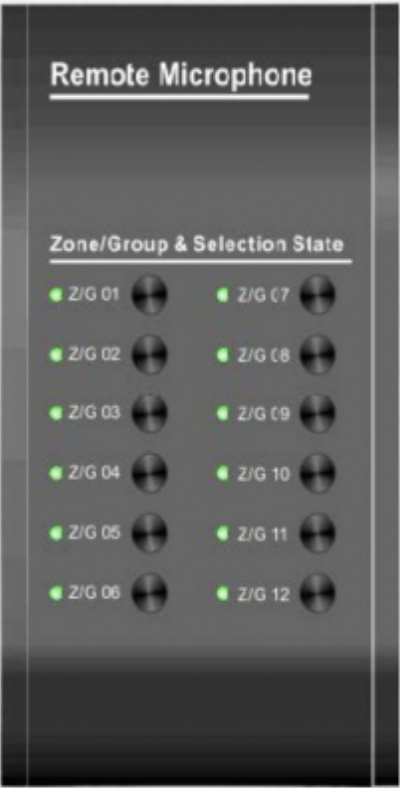 Remote Microphone
Zone/Group & Selection State
Z/G 01 Z/G 07
Z/G 02 Z/G 08
Z/G 03 Z/G 09
Z/G 04 Z/G 10
Z/G 05 Z/G 11
Z/G 06 Z/G 12